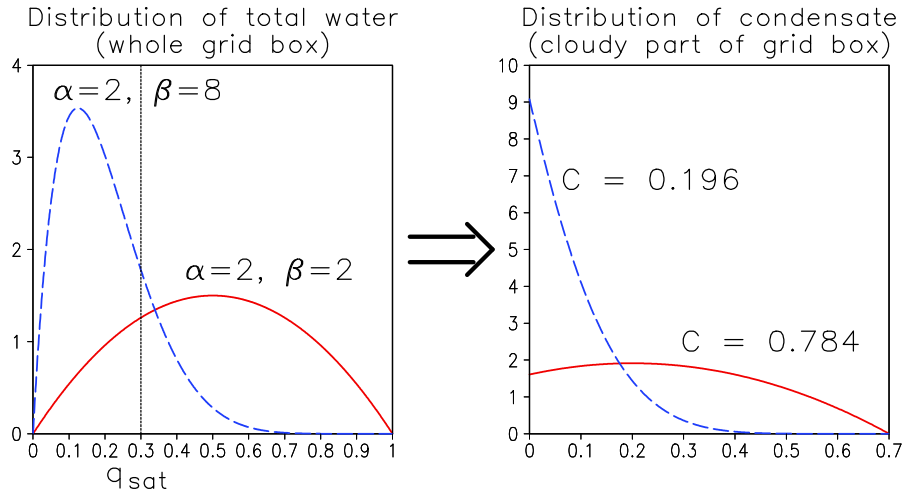 Distribution of total water
(whole grid box)
4
3
2
1
0
α=2, β=8
α=2, β=2
0 0.1 0.2 0.3 0.4 0.5 0.6 0.7 0.8 0.9 1
qsat
Distribution of condensate
(cloudy part of grid box)
10
9
8
7
6
5
4
3
2
1
0
C = 0.196
C = 0.784
0 0.1 0.2 0.3 0.4 0.5 0.6 0.7